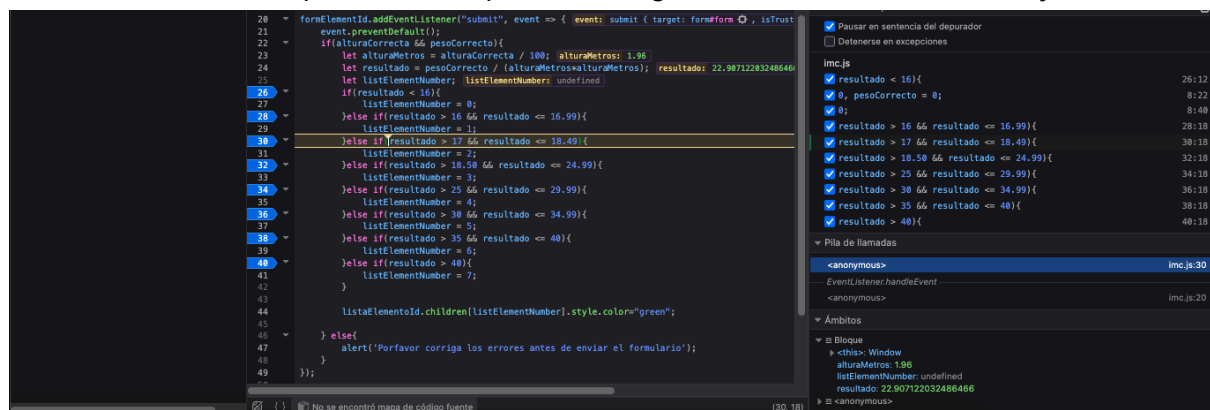 20 formElementId.addEventListener("submit", event => { event: submit { target: form#form , isTrust
21 event.preventDefault();
22 if(alturaCorrecta && pesoCorrecto){
23 let alturaMetros = alturaCorrecta / 100; alturaMetros: 1.96
24 let resultado = pesoCorrecto / (alturaMetros*alturaMetros); resultado: 22.907122032486466
25 let listElementNumber; listElementNumber: undefined
26 if(resultado < 16){
27 listElementNumber = 0;
28 }else if(resultado > 16 && resultado <= 16.99){
29 listElementNumber = 1;
30 }else if(resultado > 17 && resultado <= 18.49){
31 listElementNumber = 2;
32 }else if(resultado > 18.50 && resultado <= 24.99){
33 listElementNumber = 3;
34 }else if(resultado > 25 && resultado <= 29.99){
35 listElementNumber = 4;
36 }else if(resultado > 30 && resultado <= 34.99){
37 listElementNumber = 5;
38 }else if(resultado > 35 && resultado <= 40){
39 listElementNumber = 6;
40 }else if(resultado > 40){
41 listElementNumber = 7;
42 }
43
44 listaElementoId.children[listElementNumber].style.color="green";
45
46 } else{
47 alert('Porfavor corriga los errores antes de enviar el formulario');
48 }
49 });
No se encontró mapa de código fuente (30, 18)
Pausar en sentencia del depurador
Detenerse en excepciones
imc.js
resultado < 16){ 26:12
0, pesoCorrecto = 0; 8:22
0; 8:40
resultado > 16 && resultado <= 16.99){ 28:18
resultado > 17 && resultado <= 18.49){ 30:18
resultado > 18.50 && resultado <= 24.99){ 32:18
resultado > 25 && resultado <= 29.99){ 34:18
resultado > 30 && resultado <= 34.99){ 36:18
resultado > 35 && resultado <= 40){ 38:18
resultado > 40){ 40:18
Pila de llamadas
<anonymous> imc.js:30
EventListener.handleEvent
<anonymous> imc.js:20
Ámbitos
Bloque
<this>: Window
alturaMetros: 1.96
listElementNumber: undefined
resultado: 22.907122032486466
<anonymous>